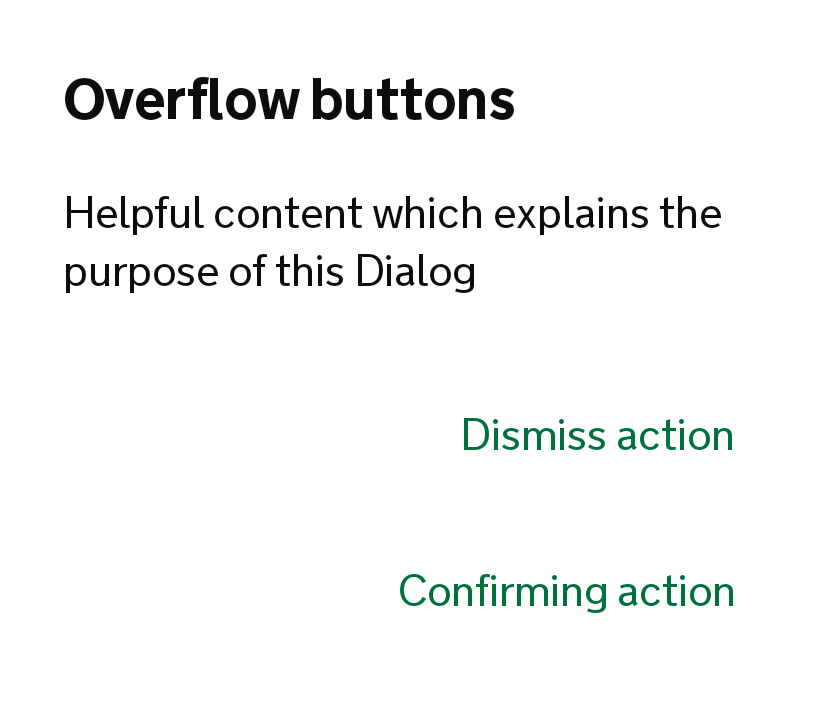 Overflow buttons
Helpful content which explains the
purpose of this Dialog
Dismiss action
Confirming action